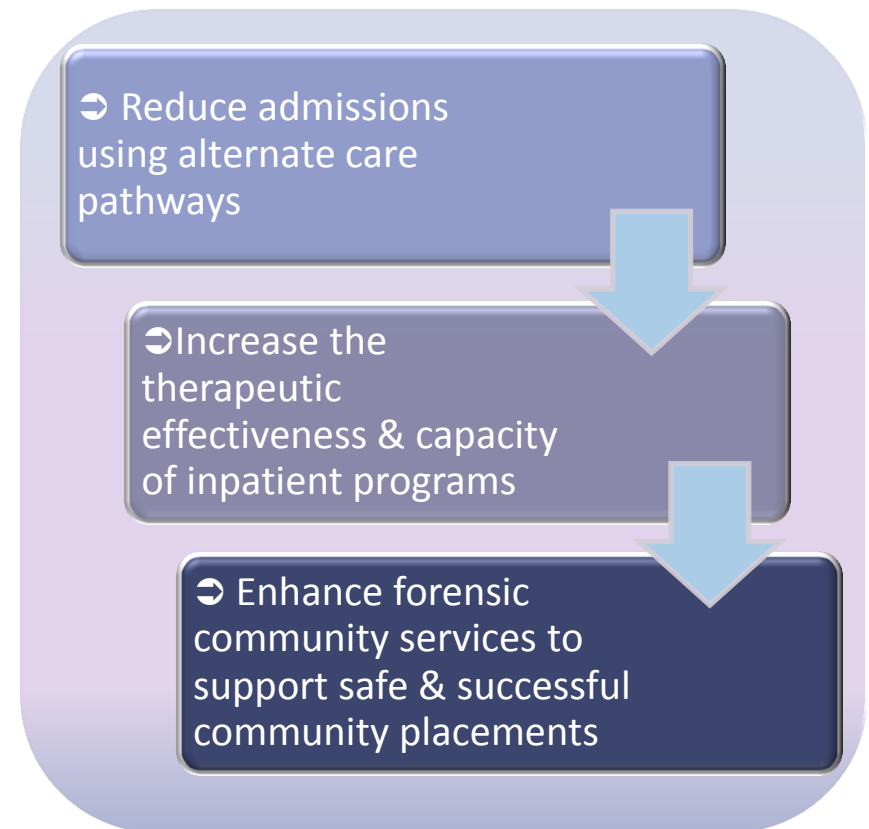 ➲ Reduce admissions
using alternate care
pathways
➲Increase the
therapeutic
effectiveness & capacity
of inpatient programs
➲ Enhance forensic
community services to
support safe & successful
community placements